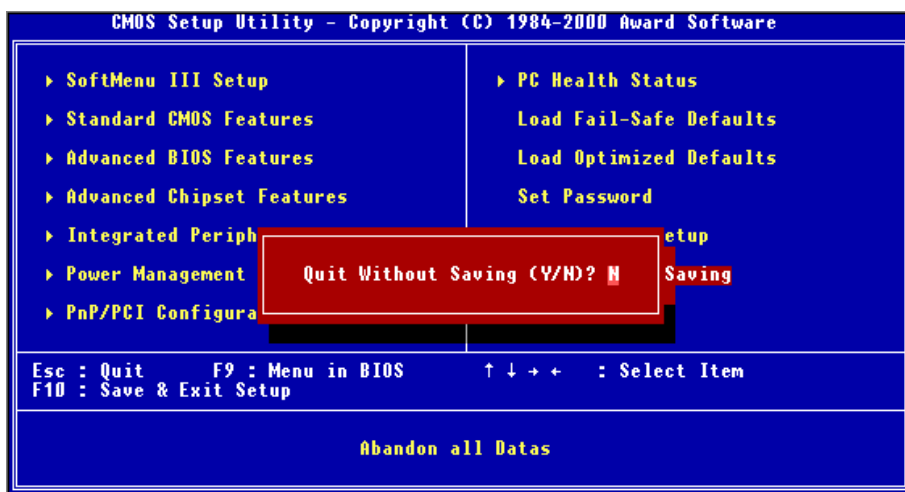 CMOS Setup Utility - Copyright (C) 1984-2000 Award Software
▸ SoftMenu III Setup
▸ Standard CMOS Features
▸ Advanced BIOS Features
▸ Advanced Chipset Features
▸ Integrated Periph
▸ Power Management
▸ PnP/PCI Configura
▸ PC Health Status
Load Fail-Safe Defaults
Load Optimized Defaults
Set Password
etup
Saving
Quit Without Saving (Y/N)? N
Esc : Quit F9 : Menu in BIOS ↑ ↓ → ← : Select Item
F10 : Save & Exit Setup
Abandon all Datas